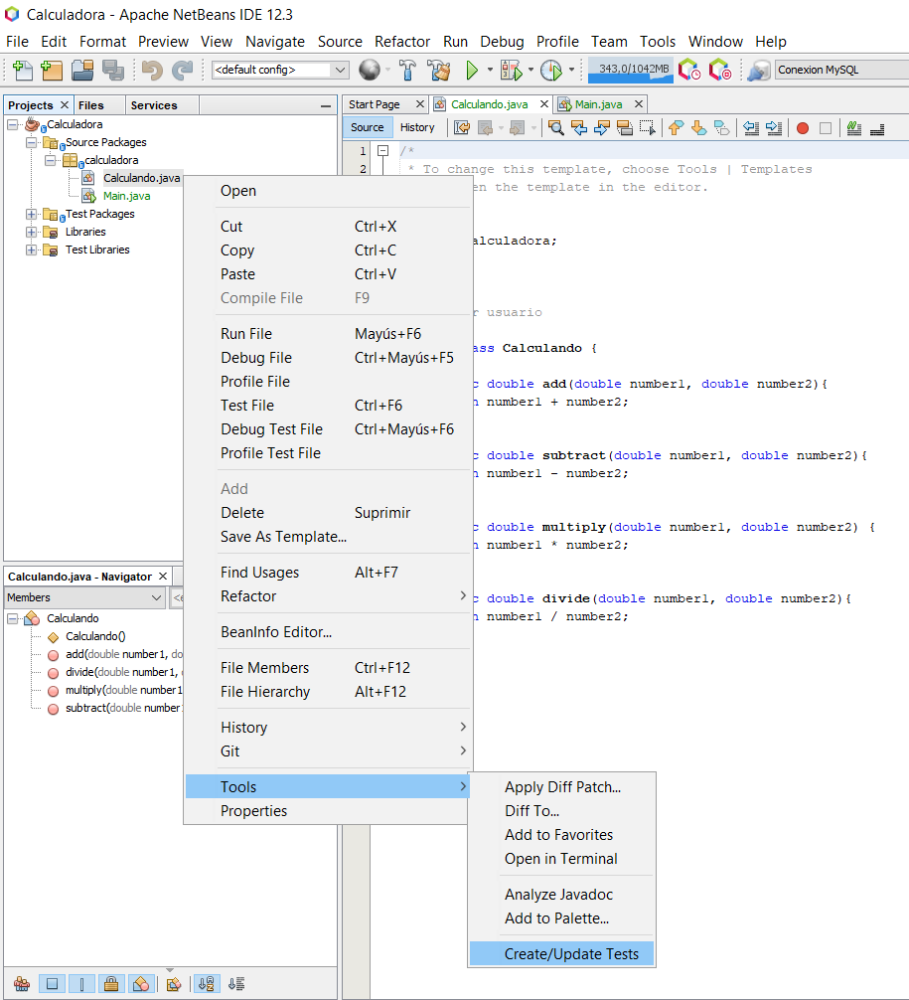 Calculadora - Apache NetBeans IDE 12.3
File Edit Format Preview View Navigate Source Refactor Run Debug Profile Team Tools Window Help
<default config> 343,0/1042MB Conexion MySQL
Projects Files Services
Calculadora
Source Packages
calculadora
Calculando.java
Main.java
Test Packages
Libraries
Test Libraries
Start Page Calculando.java Main.java
Source History
1 /*
2 * To change this template, choose Tools | Templates
en the template in the editor.
alculadora;
r usuario
ass Calculando {
c double add(double number1, double number2){
n number1 + number2;
c double subtract(double number1, double number2){
n number1 - number2;
c double multiply(double number1, double number2) {
n number1 * number2;
c double divide(double number1, double number2){
n number1 / number2;
Open
Cut Ctrl+X
Copy Ctrl+C
Paste Ctrl+V
Compile File F9
Run File Mayús+F6
Debug File Ctrl+Mayús+F5
Profile File
Test File Ctrl+F6
Debug Test File Ctrl+Mayús+F6
Profile Test File
Add
Delete Suprimir
Save As Template...
Find Usages Alt+F7
Refactor
BeanInfo Editor...
File Members Ctrl+F12
File Hierarchy Alt+F12
History
Git
Tools
Properties
Apply Diff Patch...
Diff To...
Add to Favorites
Open in Terminal
Analyze Javadoc
Add to Palette...
Create/Update Tests
Calculando.java - Navigator
Members <e
Calculando
Calculando()
add(double number1, do
divide(double number1,
multiply(double number1
subtract(double number